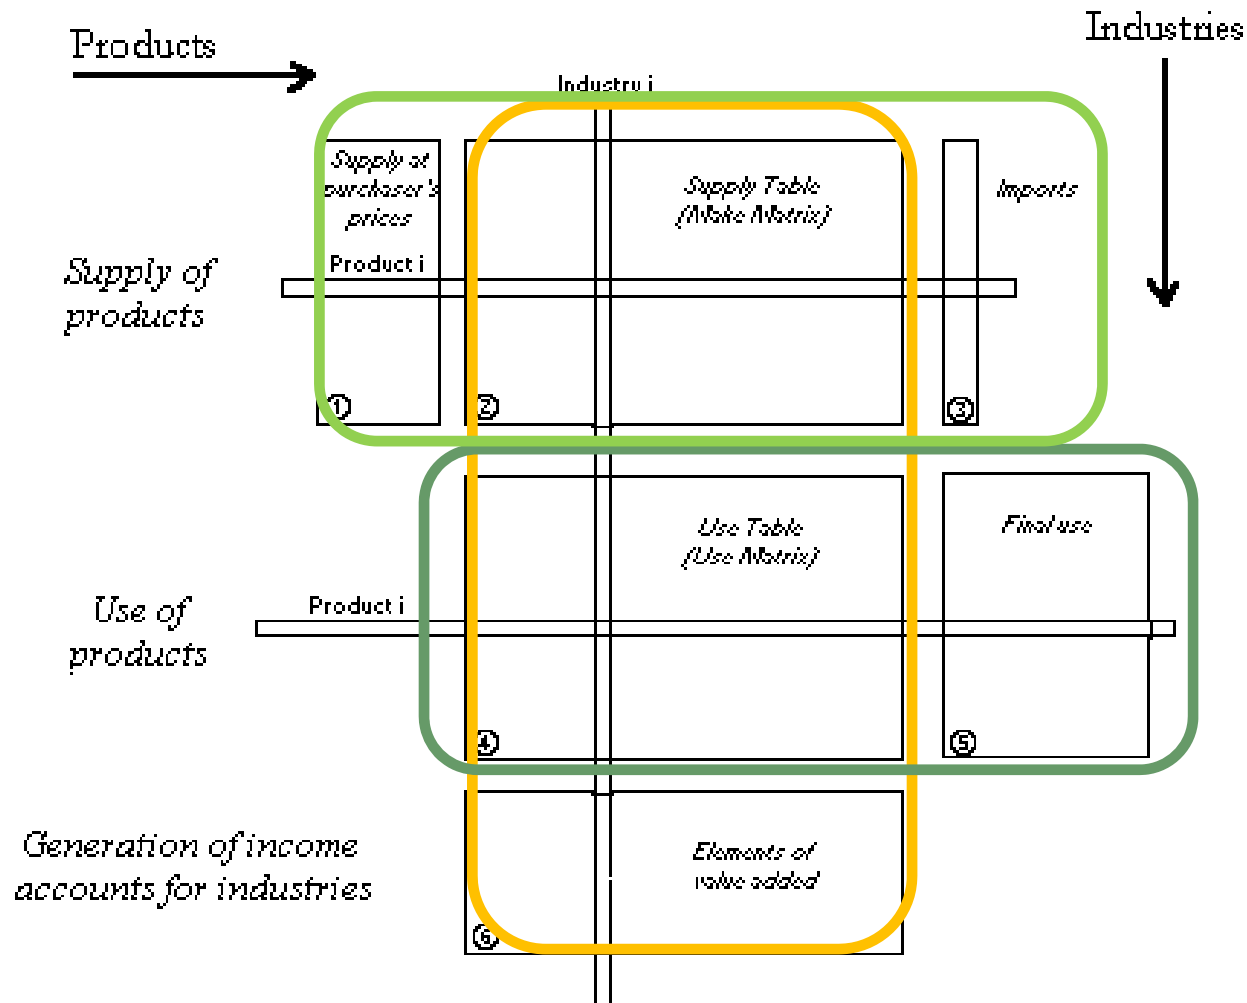 Products
Industries
Industry i
Supply at
purchaser's
prices
Supply Table
(Make Matrix)
Imports
Supply of
products
Product i
①
②
③
Use Table
(Use Matrix)
Final use
Use of
products
Product i
④
⑤
Generation of income
accounts for industries
Elements of
value added
⑥